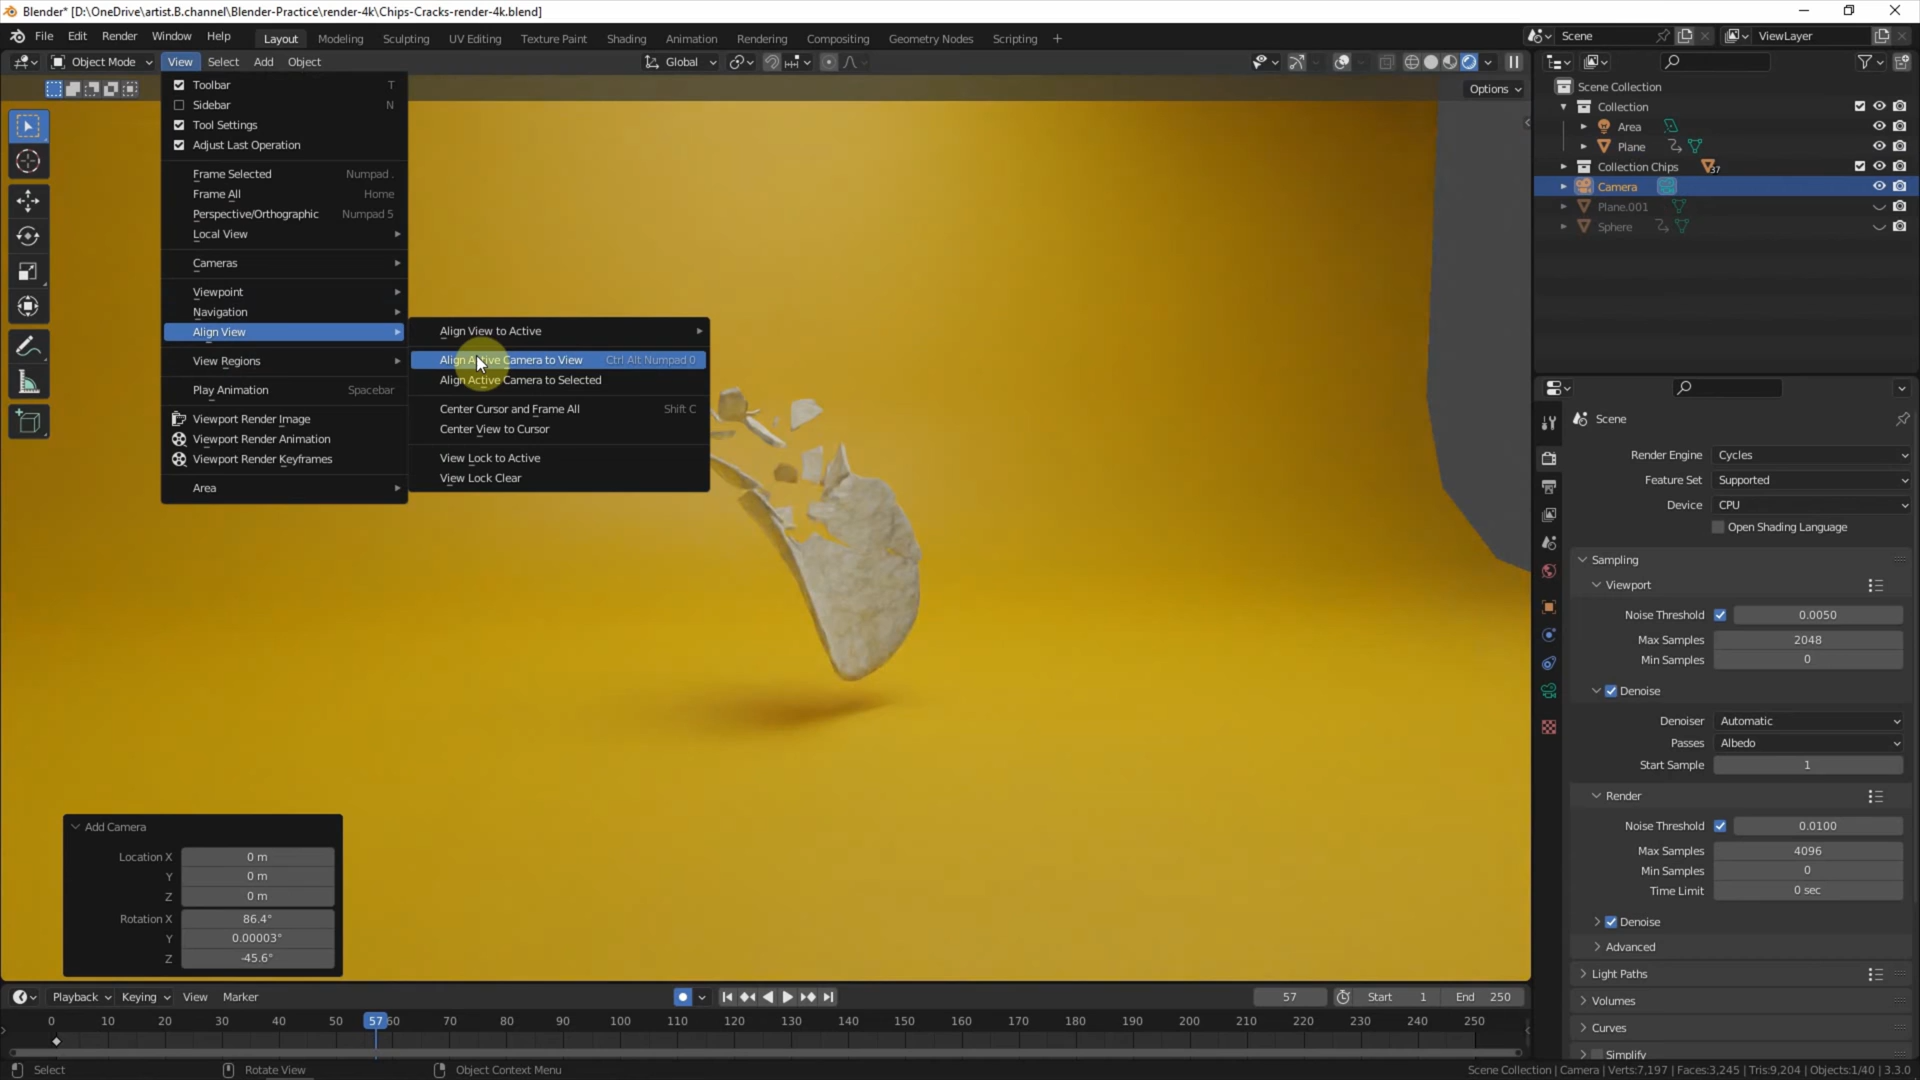 Blender* [D:\OneDrive\artist.B.channel\Blender-Practice\render-4k\Chips-Cracks-render-4k.blend]
File Edit Render Window Help Layout Modeling Sculpting UV Editing Texture Paint Shading Animation Rendering Compositing Geometry Nodes Scripting + Scene ViewLayer
Object Mode View Select Add Object Global
Options
Toolbar T
Sidebar N
Tool Settings
Adjust Last Operation
Frame Selected Numpad .
Frame All Home
Perspective/Orthographic Numpad 5
Local View
Cameras
Viewpoint
Navigation
Align View
View Regions
Play Animation Spacebar
Viewport Render Image
Viewport Render Animation
Viewport Render Keyframes
Area
Align View to Active
Align Active Camera to View Ctrl Alt Numpad 0
Align Active Camera to Selected
Center Cursor and Frame All Shift C
Center View to Cursor
View Lock to Active
View Lock Clear
Add Camera
Location X 0 m
Y 0 m
Z 0 m
Rotation X 86.4°
Y 0.00003°
Z -45.6°
Scene Collection
Collection
Area
Plane
Collection Chips 37
Camera
Plane.001
Sphere
Scene
Render Engine Cycles
Feature Set Supported
Device CPU
Open Shading Language
Sampling
Viewport
Noise Threshold 0.0050
Max Samples 2048
Min Samples 0
Denoise
Denoiser Automatic
Passes Albedo
Start Sample 1
Render
Noise Threshold 0.0100
Max Samples 4096
Min Samples 0
Time Limit 0 sec
Denoise
Advanced
Light Paths
Volumes
Curves
Simplify
Playback Keying View Marker 57 Start 1 End 250
0 10 20 30 40 50 57 60 70 80 90 100 110 120 130 140 150 160 170 180 190 200 210 220 230 240 250
Select Rotate View Object Context Menu Scene Collection | Camera | Verts:7,197 | Faces:3,245 | Tris:9,204 | Objects:1/40 | 3.3.0